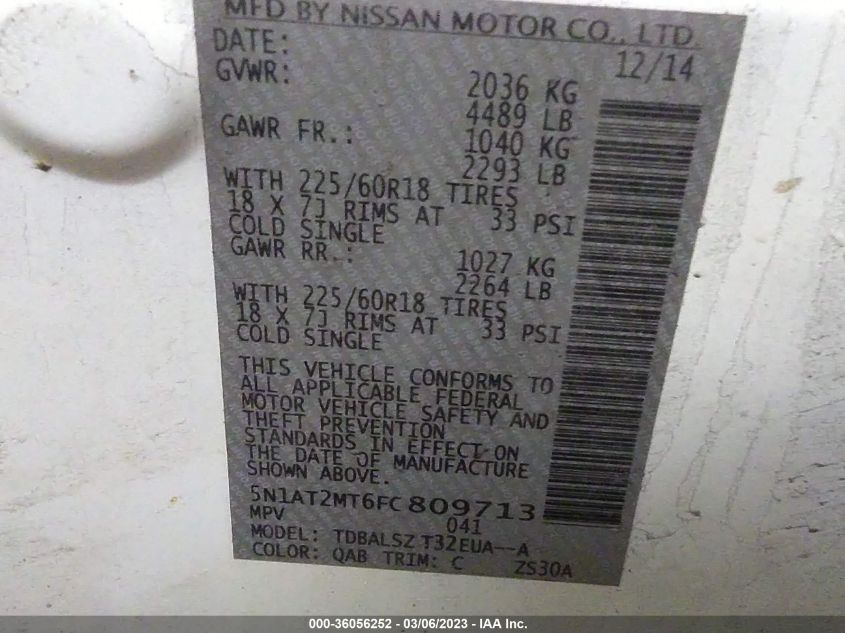 MFD BY NISSAN MOTOR CO., LTD.
DATE: 12/14
GVWR: 2036 KG
4489 LB
GAWR FR.: 1040 KG
2293 LB
WITH 225/60R18 TIRES
18 X 7J RIMS AT 33 PSI
COLD SINGLE
GAWR RR.: 1027 KG
2264 LB
WITH 225/60R18 TIRES
18 X 7J RIMS AT 33 PSI
COLD SINGLE
THIS VEHICLE CONFORMS TO
ALL APPLICABLE FEDERAL
MOTOR VEHICLE SAFETY AND
THEFT PREVENTION
STANDARDS IN EFFECT ON
THE DATE OF MANUFACTURE
SHOWN ABOVE.
5N1AT2MT6FC809713
MPV 041
MODEL: TDBALSZ T32EUA--A
COLOR: QAB TRIM: C ZS30A
000-36056252 - 03/06/2023 - IAA Inc.